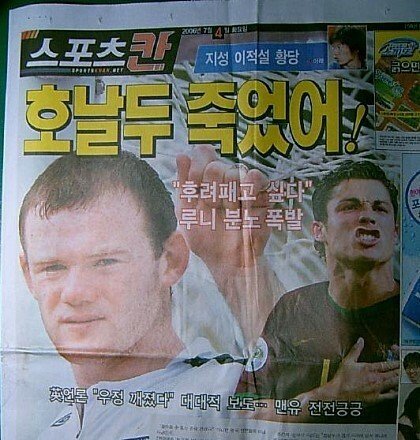 2006년 7월 4일 화요일
스포츠칸
SPORTSKHAN.NET
지성 이적설 황당
호날두 죽었어!
"후려패고 싶다"
루니 분노 폭발
英언론 "우정 깨졌다" 대대적 보도… 맨유 전전긍긍